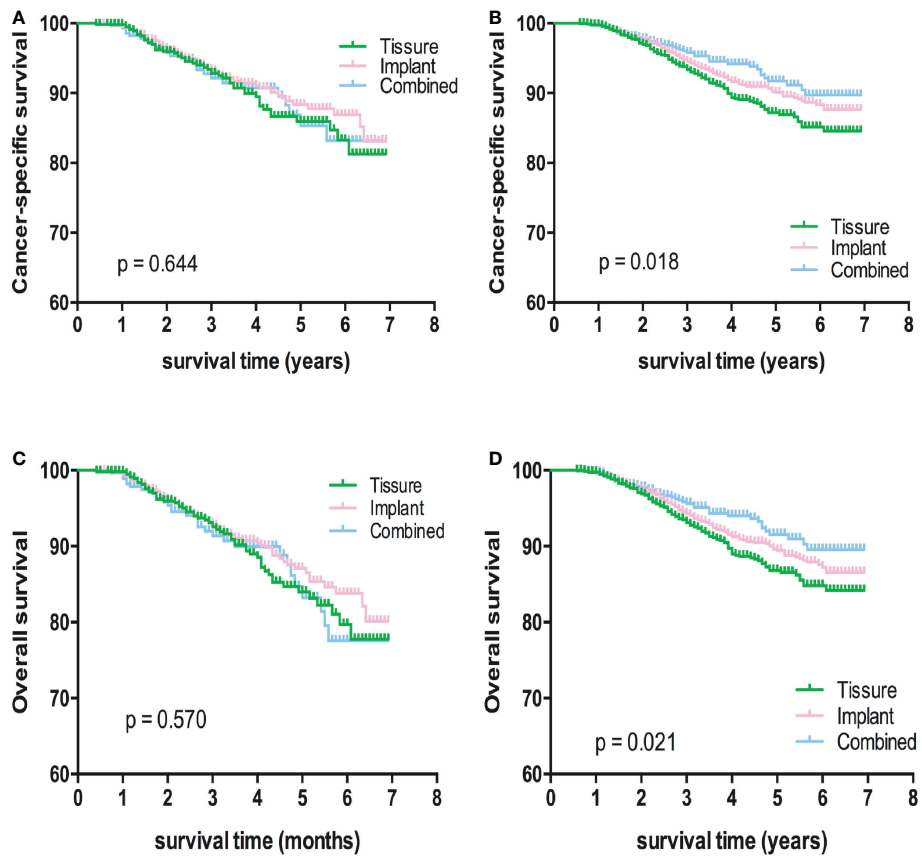 A
Cancer-specific survival
100
90
80
70
60
0 1 2 3 4 5 6 7 8
survival time (years)
Tissure
Implant
Combined
p = 0.644
B
Cancer-specific survival
100
90
80
70
60
0 1 2 3 4 5 6 7 8
survival time (years)
Tissure
Implant
Combined
p = 0.018
C
Overall survival
100
90
80
70
60
0 1 2 3 4 5 6 7 8
survival time (months)
Tissure
Implant
Combined
p = 0.570
D
Overall survival
100
90
80
70
60
0 1 2 3 4 5 6 7 8
survival time (years)
Tissure
Implant
Combined
p = 0.021